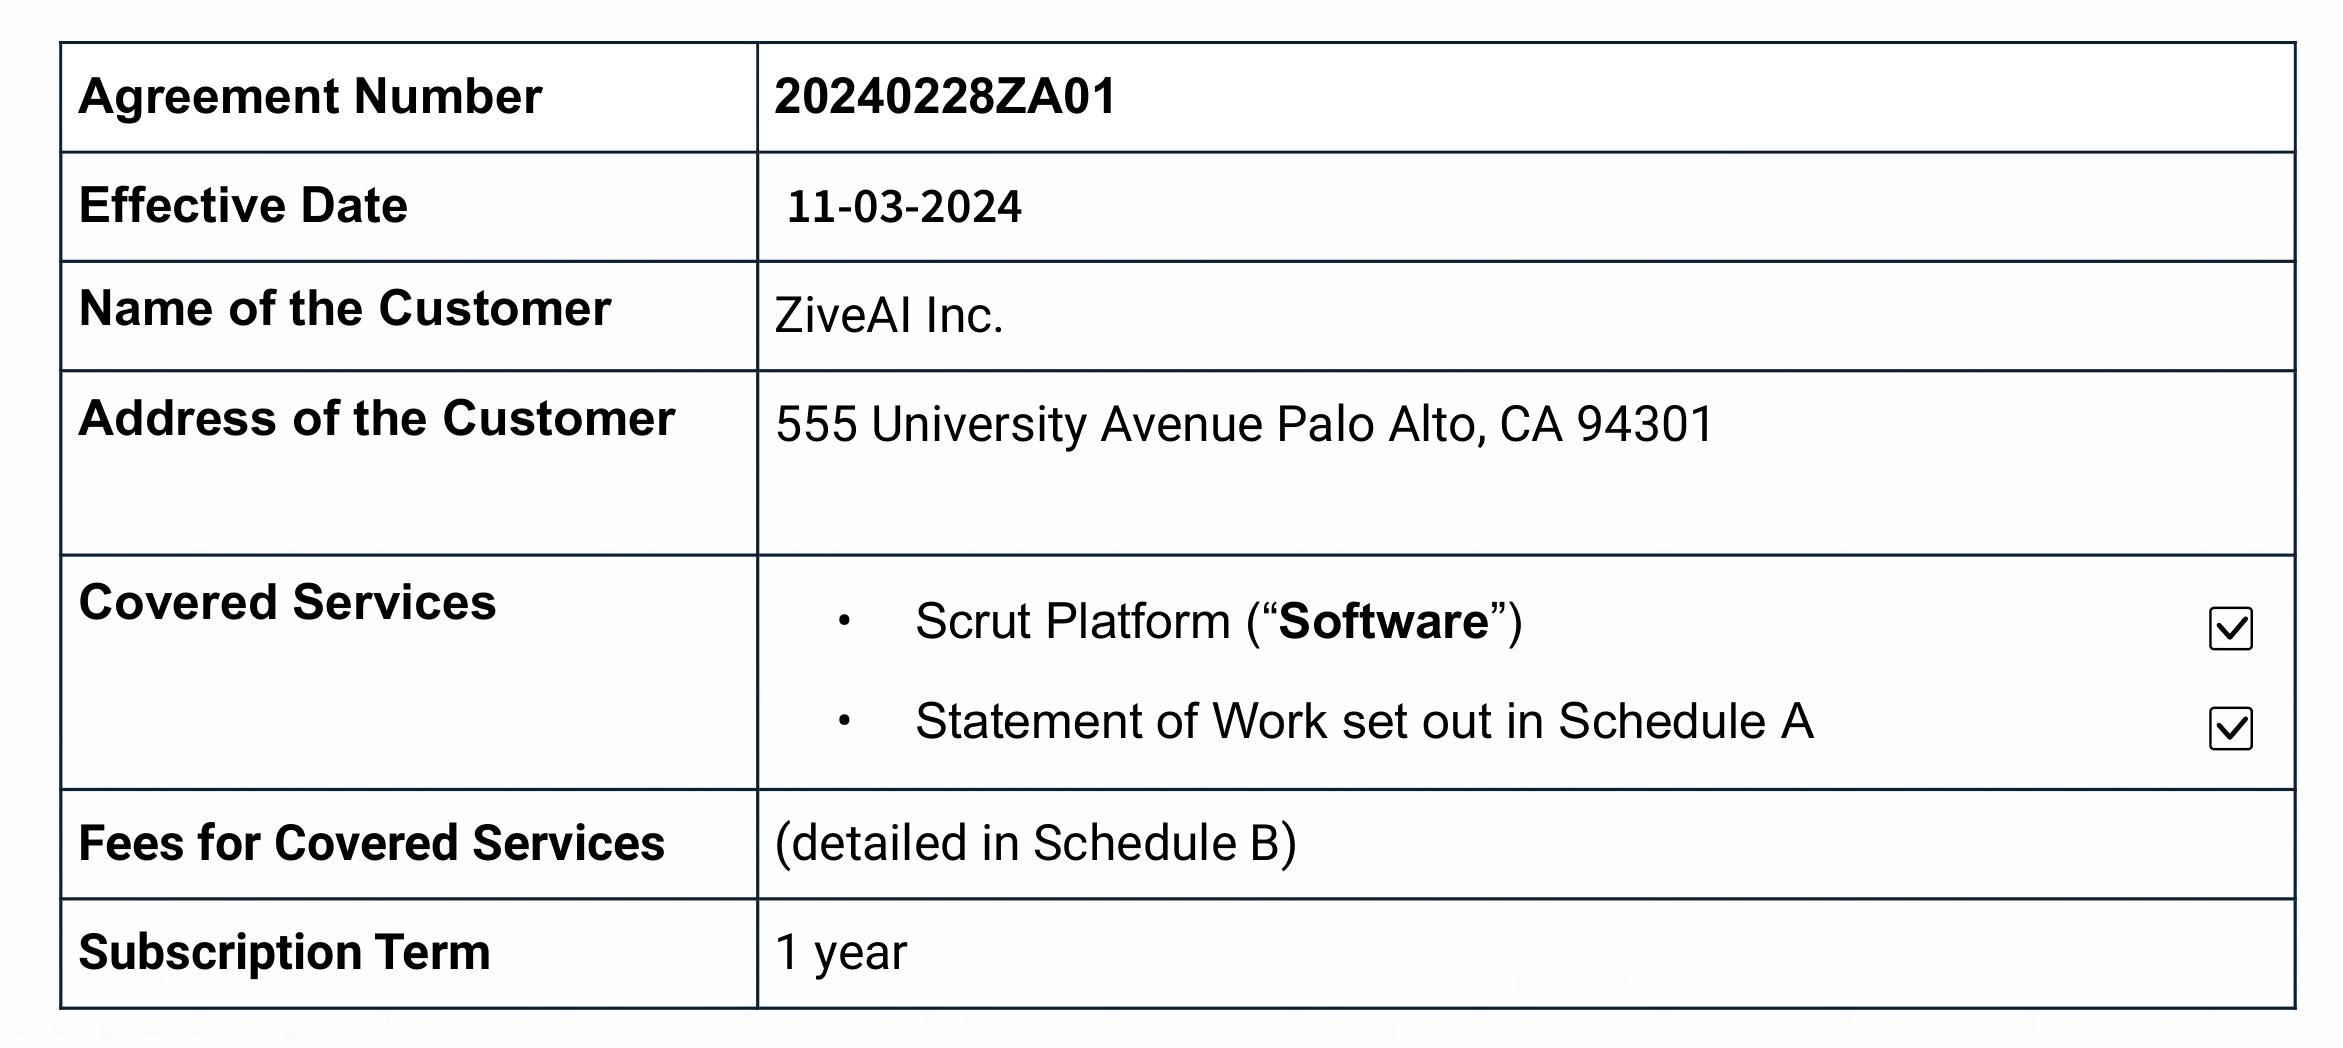 Agreement Number
20240228ZA01
Effective Date
11-03-2024
Name of the Customer
ZiveAI Inc.
Address of the Customer
555 University Avenue Palo Alto, CA 94301
Covered Services
• Scrut Platform (“Software”) ☑
• Statement of Work set out in Schedule A ☑
Fees for Covered Services
(detailed in Schedule B)
Subscription Term
1 year